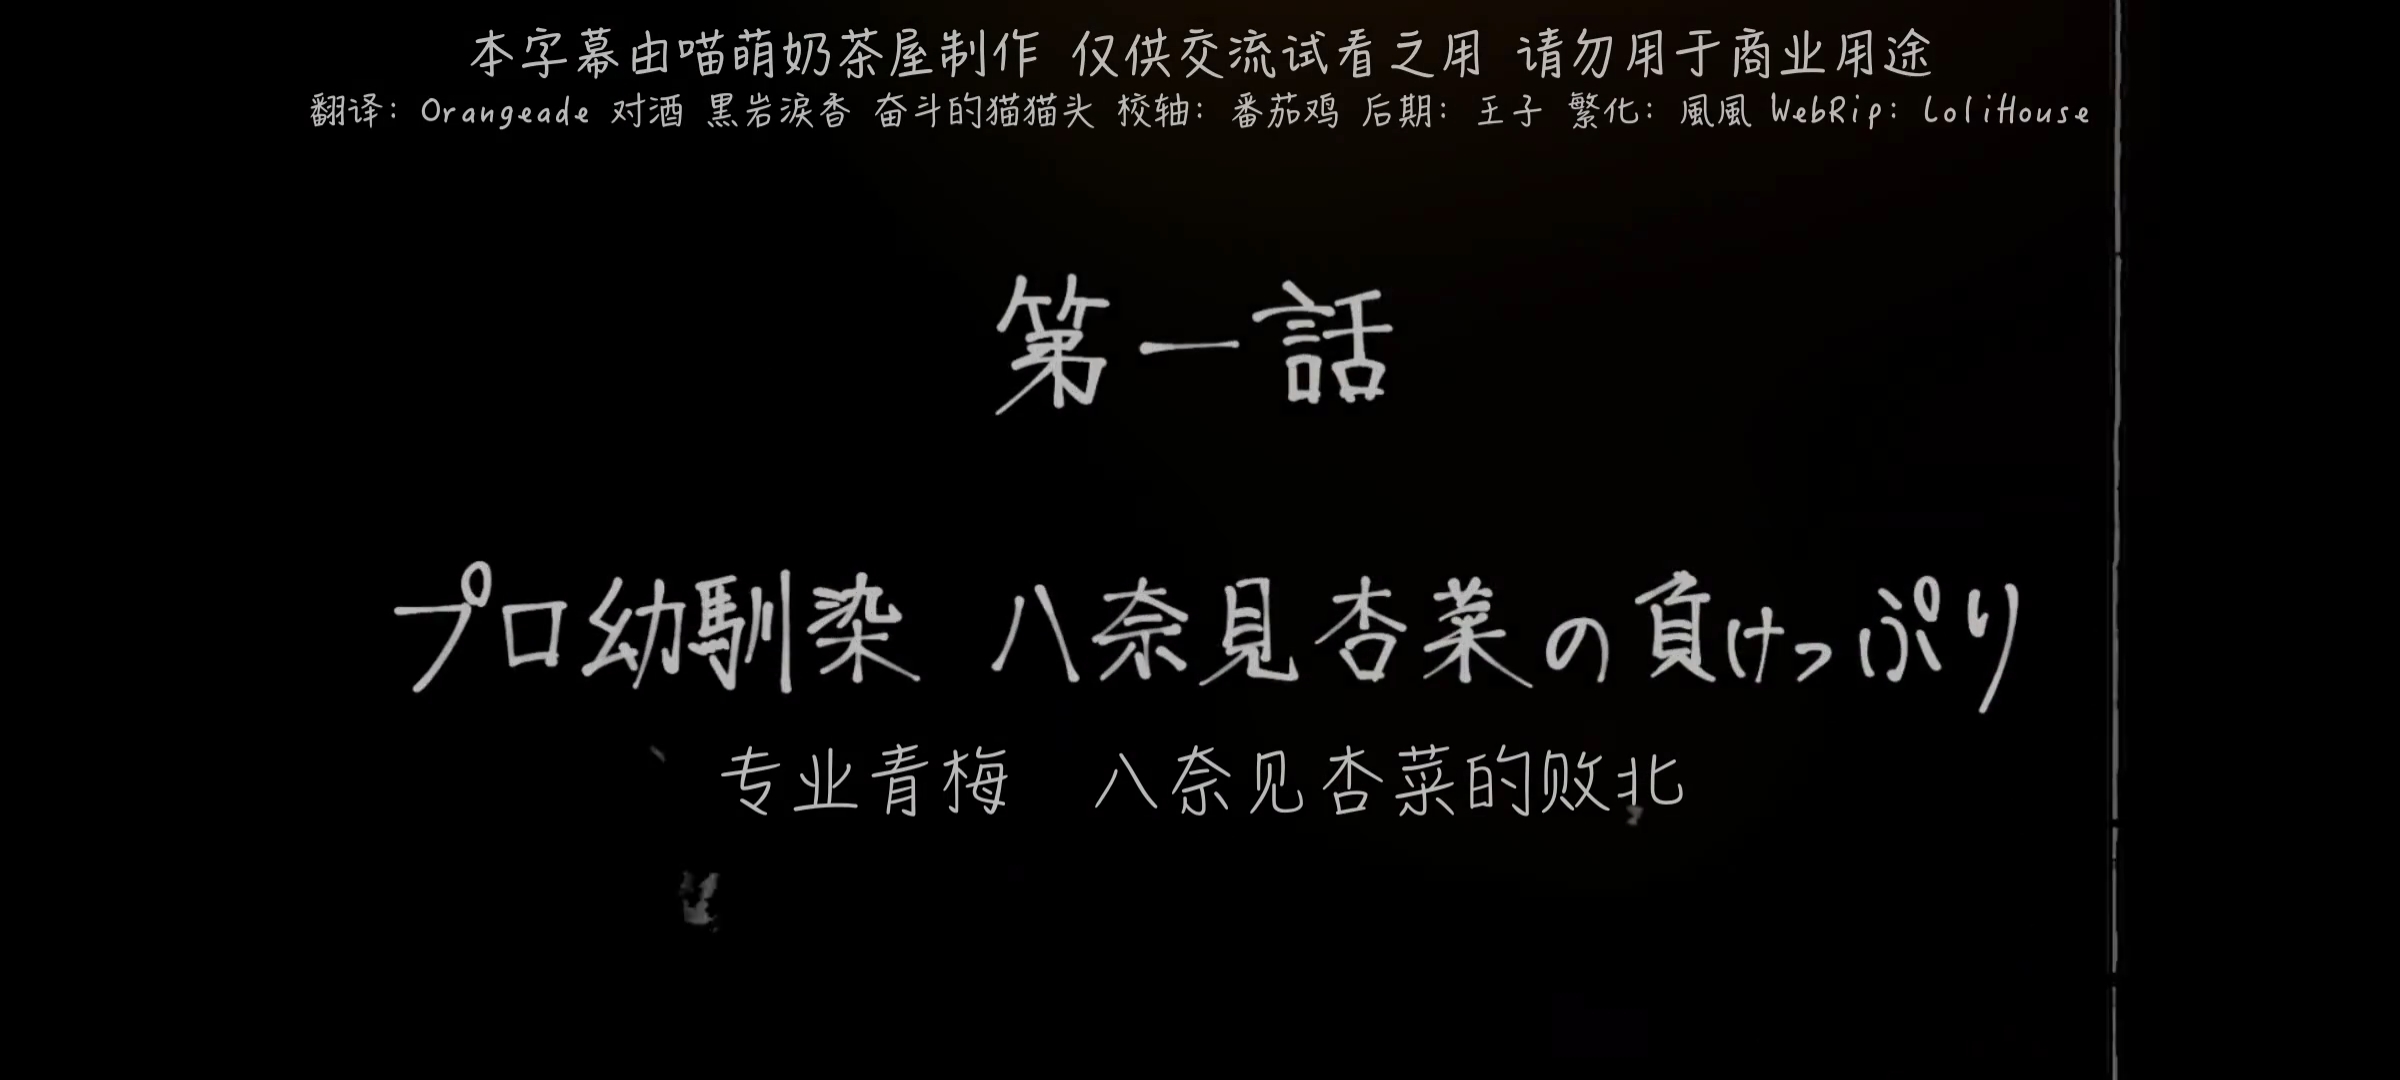 本字幕由喵萌奶茶屋制作 仅供交流试看之用 请勿用于商业用途
翻译：Orangeade 对酒 黑岩淚香 奋斗的猫猫头 校轴：番茄鸡 后期：王子 繁化：風風 WebRip：LoliHouse
第一話
プロ幼馴染 八奈見杏菜の負けっぷり
专业青梅 八奈见杏菜的败北